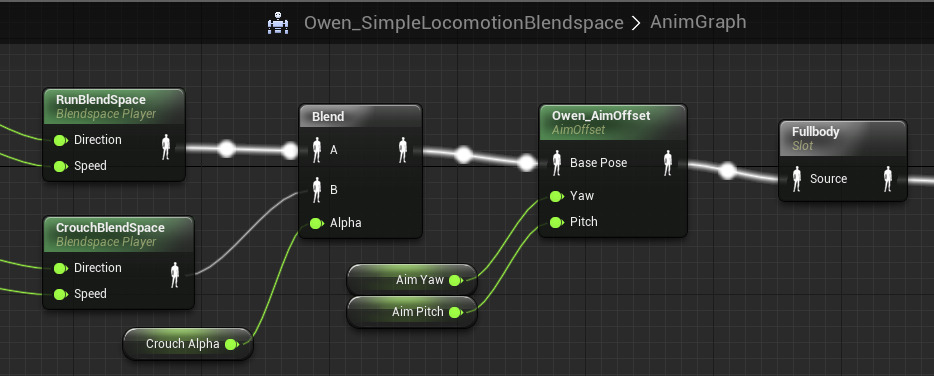 Owen_SimpleLocomotionBlendspace > AnimGraph
RunBlendSpace
Blendspace Player
Direction
Speed
CrouchBlendSpace
Blendspace Player
Direction
Speed
Crouch Alpha
Blend
A
B
Alpha
Aim Yaw
Aim Pitch
Owen_AimOffset
AimOffset
Base Pose
Yaw
Pitch
Fullbody
Slot
Source